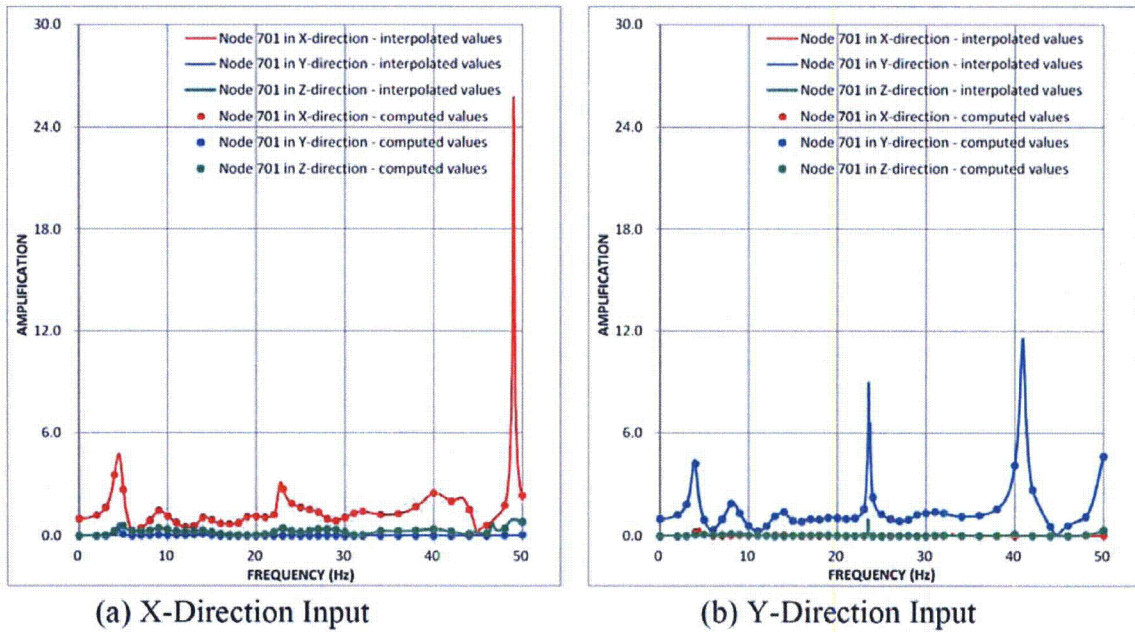 30.0
24.0
18.0
12.0
6.0
0.0
AMPLIFICATION
Node 701 in X-direction - interpolated values
Node 701 in Y-direction - interpolated values
Node 701 in Z-direction - interpolated values
Node 701 in X-direction - computed values
Node 701 in Y-direction - computed values
Node 701 in Z-direction - computed values
0 10 20 30 40 50
FREQUENCY (Hz)
(a) X-Direction Input
30.0
24.0
18.0
12.0
6.0
0.0
AMPLIFICATION
Node 701 in X-direction - interpolated values
Node 701 in Y-direction - interpolated values
Node 701 in Z-direction - interpolated values
Node 701 in X-direction - computed values
Node 701 in Y-direction - computed values
Node 701 in Z-direction - computed values
0 10 20 30 40 50
FREQUENCY (Hz)
(b) Y-Direction Input